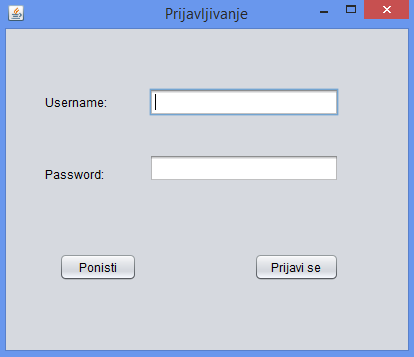 Prijavljivanje
Username:
Password:
Ponisti
Prijavi se